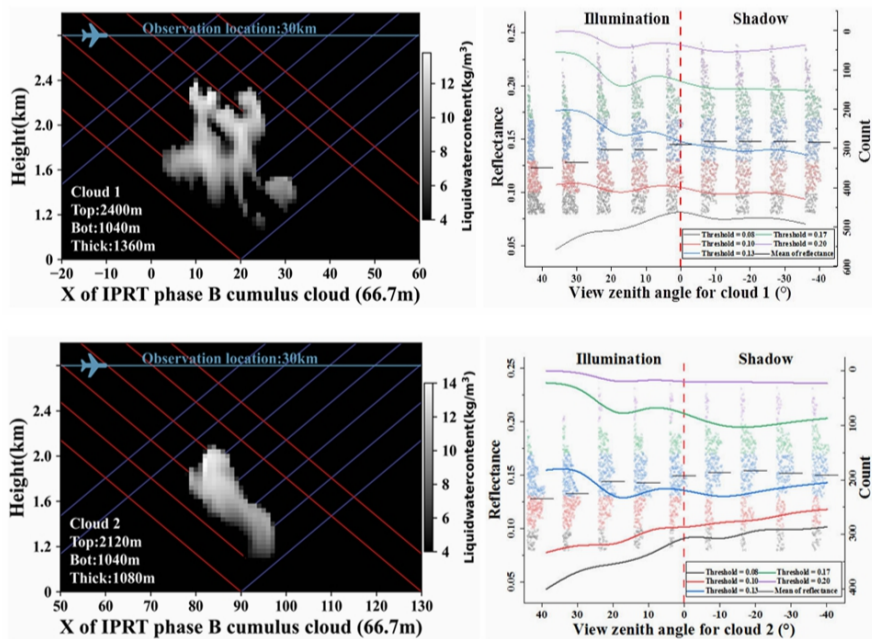 Observation location:30km
Height(km)
2.4
2.0
1.6
1.2
0
Cloud 1
Top:2400m
Bot:1040m
Thick:1360m
−20 −10 0 10 20 30 40 50 60
X of IPRT phase B cumulus cloud (66.7m)
12
10
8
6
4
Liquidwatercontent(kg/m³)
Illumination Shadow
Reflectance
0.25
0.20
0.15
0.10
0.05
0
100
200
300
400
500
600
Count
Threshold = 0.08 Threshold = 0.17
Threshold = 0.10 Threshold = 0.20
Threshold = 0.13 Mean of reflectance
40 30 20 10 0 -10 -20 -30 -40
View zenith angle for cloud 1 (°)
Observation location:30km
Height(km)
2.4
2.0
1.6
1.2
0
Cloud 2
Top:2120m
Bot:1040m
Thick:1080m
50 60 70 80 90 100 110 120 130
X of IPRT phase B cumulus cloud (66.7m)
14
12
10
8
6
4
Liquidwatercontent(kg/m³)
Illumination Shadow
Reflectance
0.25
0.20
0.15
0.10
0.05
0
100
200
300
400
Count
Threshold = 0.08 Threshold = 0.17
Threshold = 0.10 Threshold = 0.20
Threshold = 0.13 Mean of reflectance
40 30 20 10 0 -10 -20 -30 -40
View zenith angle for cloud 2 (°)